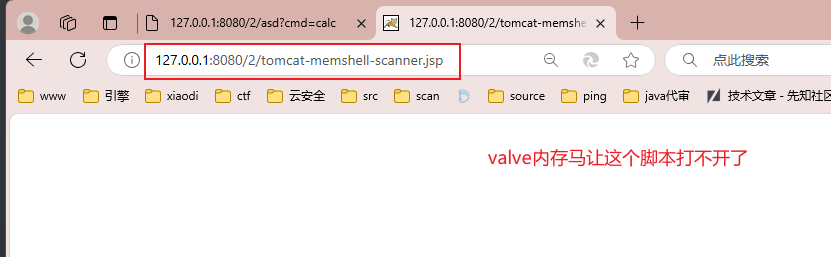 127.0.0.1:8080/2/asd?cmd=calc
127.0.0.1:8080/2/tomcat-memshe
127.0.0.1:8080/2/tomcat-memshell-scanner.jsp
点此搜索
www
引擎
xiaodi
ctf
云安全
src
scan
source
ping
java代审
技术文章 - 先知社区
valve内存马让这个脚本打不开了